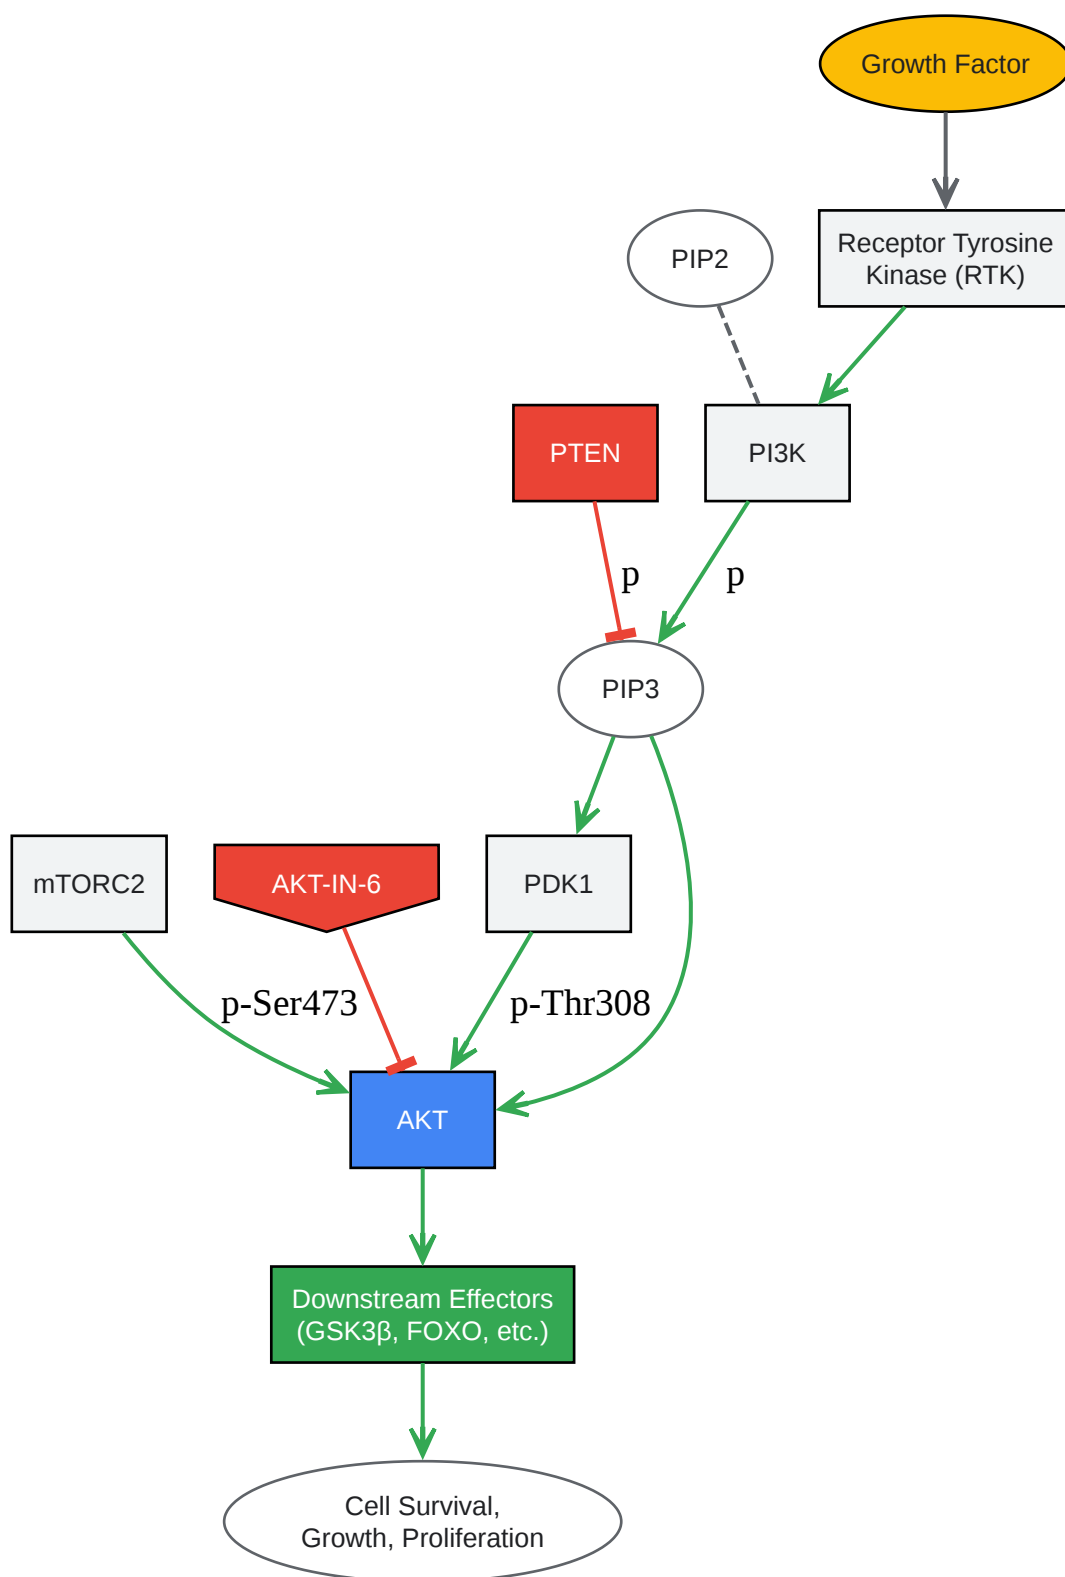 Growth Factor
Receptor Tyrosine
Kinase (RTK)
PIP2
PTEN
PI3K
p
p
PIP3
mTORC2
AKT-IN-6
PDK1
p-Ser473
p-Thr308
AKT
Downstream Effectors
(GSK3β, FOXO, etc.)
Cell Survival,
Growth, Proliferation